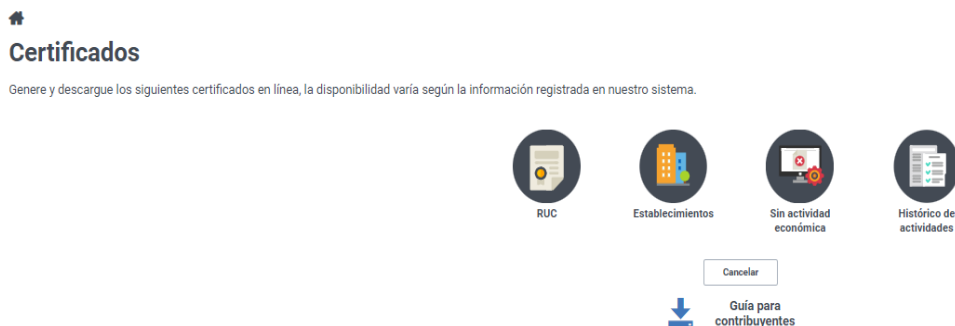 Certificados
Genere y descargue los siguientes certificados en línea, la disponibilidad varía según la información registrada en nuestro sistema.
RUC
Establecimientos
Sin actividad
económica
Histórico de
actividades
Cancelar
Guía para
contribuyentes